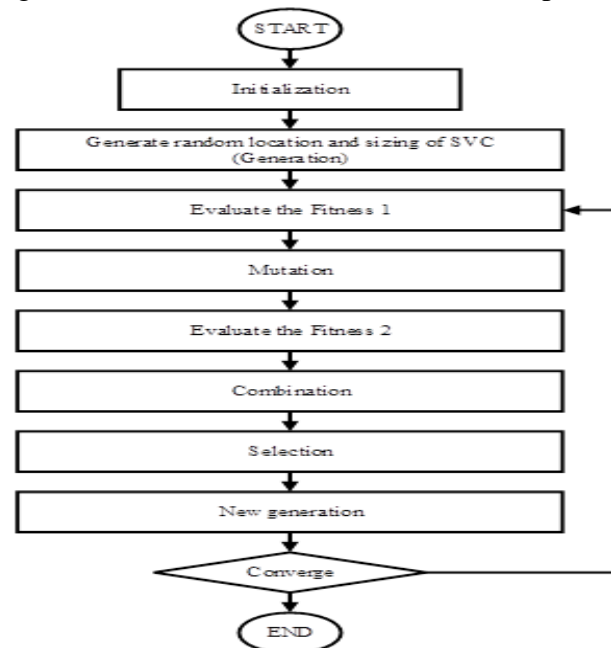 START
Initialization
Generate random location and sizing of SVC
(Generation)
Evaluate the Fitness 1
Mutation
Evaluate the Fitness 2
Combination
Selection
New generation
Converge
END